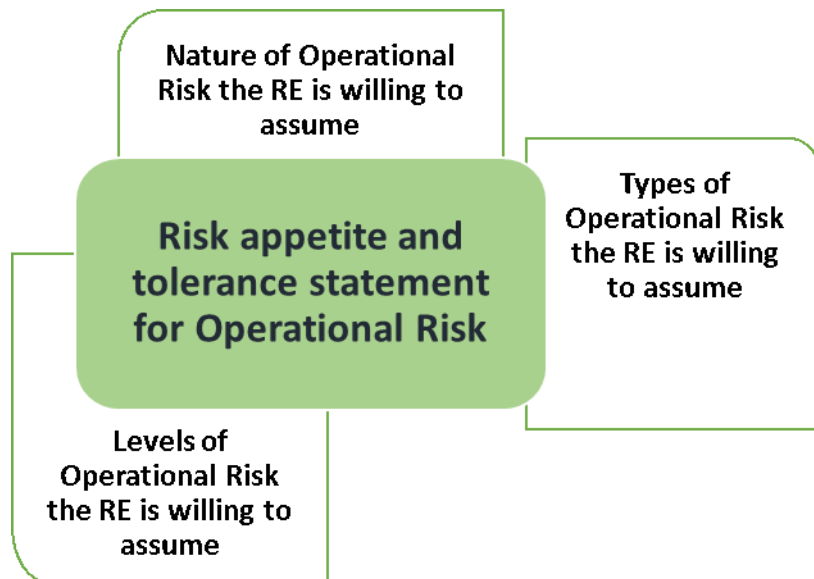 Nature of Operational
Risk the RE is willing to
assume
Risk appetite and
tolerance statement
for Operational Risk
Types of
Operational Risk
the RE is willing
to assume
Levels of
Operational Risk
the RE is willing to
assume